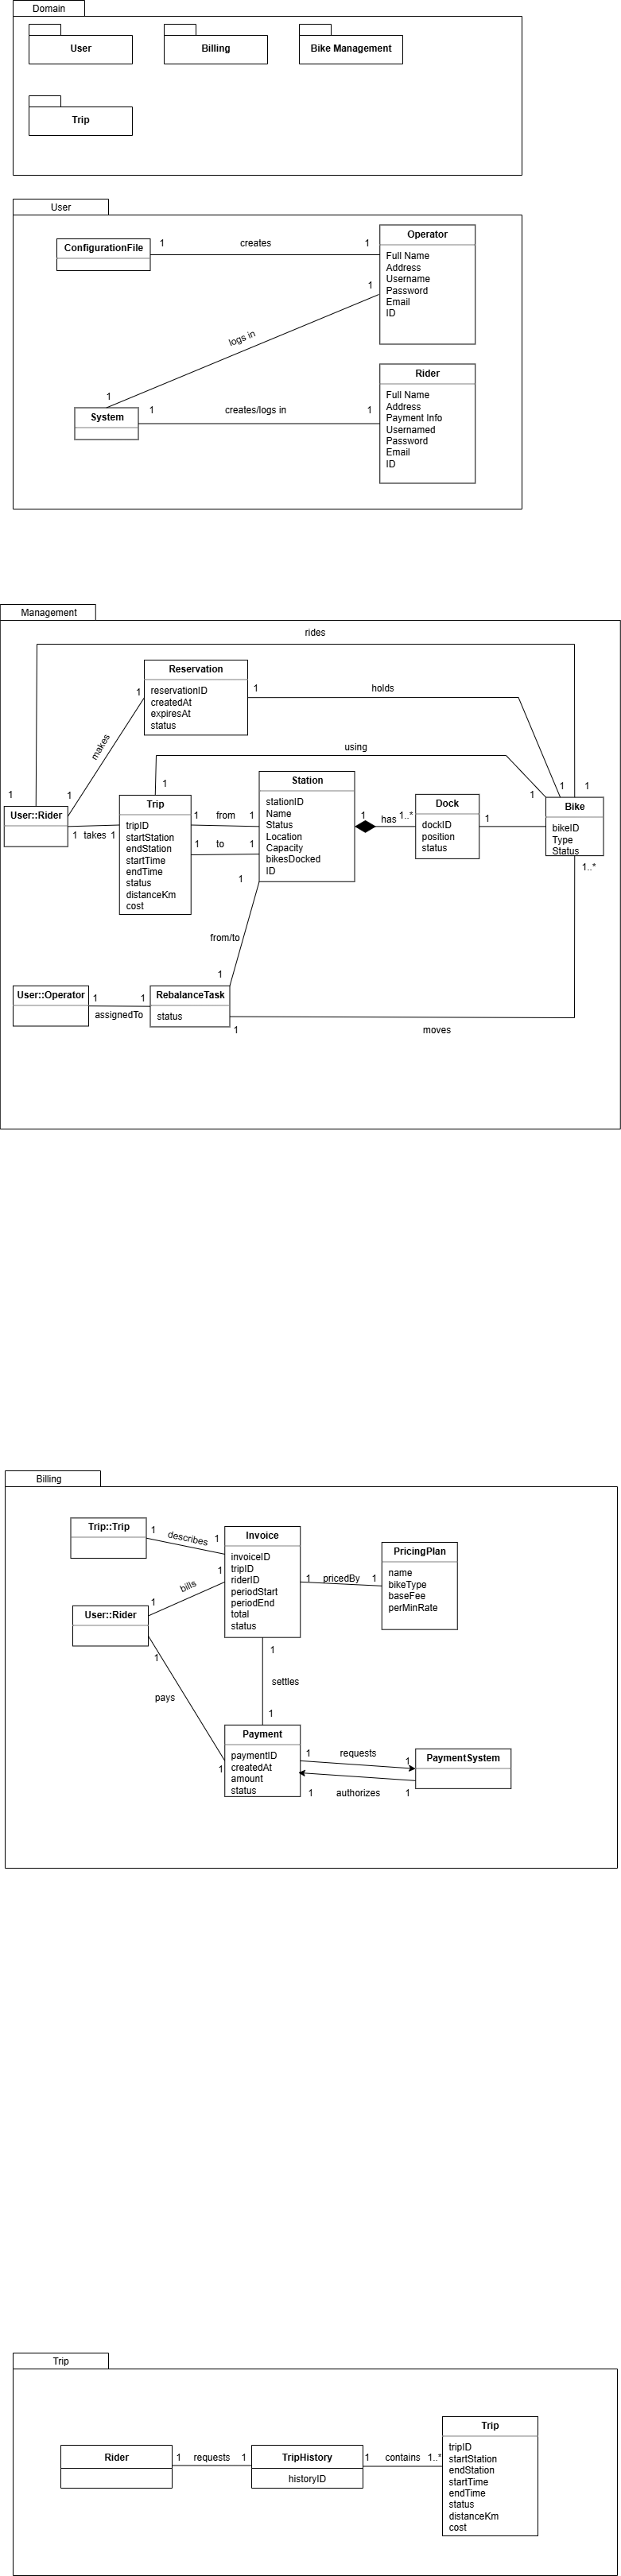 Domain
User
Billing
Bike Management
Trip
User
ConfigurationFile
1
creates
1
Operator
Full Name
Address
Username
Password
Email
ID
1
logs in
1
System
1
creates/logs in
1
Rider
Full Name
Address
Payment Info
Usernamed
Password
Email
ID
Management
rides
Reservation
reservationID
createdAt
expiresAt
status
1
1
holds
makes
using
1
1
1
1
1
1
User::Rider
1
takes
1
Trip
tripID
startStation
endStation
startTime
endTime
status
distanceKm
cost
1
from
1
1
to
1
Station
stationID
Name
Status
Location
Capacity
bikesDocked
ID
1
has
1..*
Dock
dockID
position
status
1
Bike
bikeID
Type
Status
1..*
1
from/to
1
User::Operator
1
assignedTo
1
RebalanceTask
status
1
moves
Billing
Trip::Trip
1
describes
1
Invoice
invoiceID
tripID
riderID
periodStart
periodEnd
total
status
1
pricedBy
1
PricingPlan
name
bikeType
baseFee
perMinRate
User::Rider
1
bills
1
1
pays
1
1
settles
1
Payment
paymentID
createdAt
amount
status
1
requests
1
PaymentSystem
1
authorizes
1
Trip
Rider
1
requests
1
TripHistory
historyID
1
contains
1..*
Trip
tripID
startStation
endStation
startTime
endTime
status
distanceKm
cost